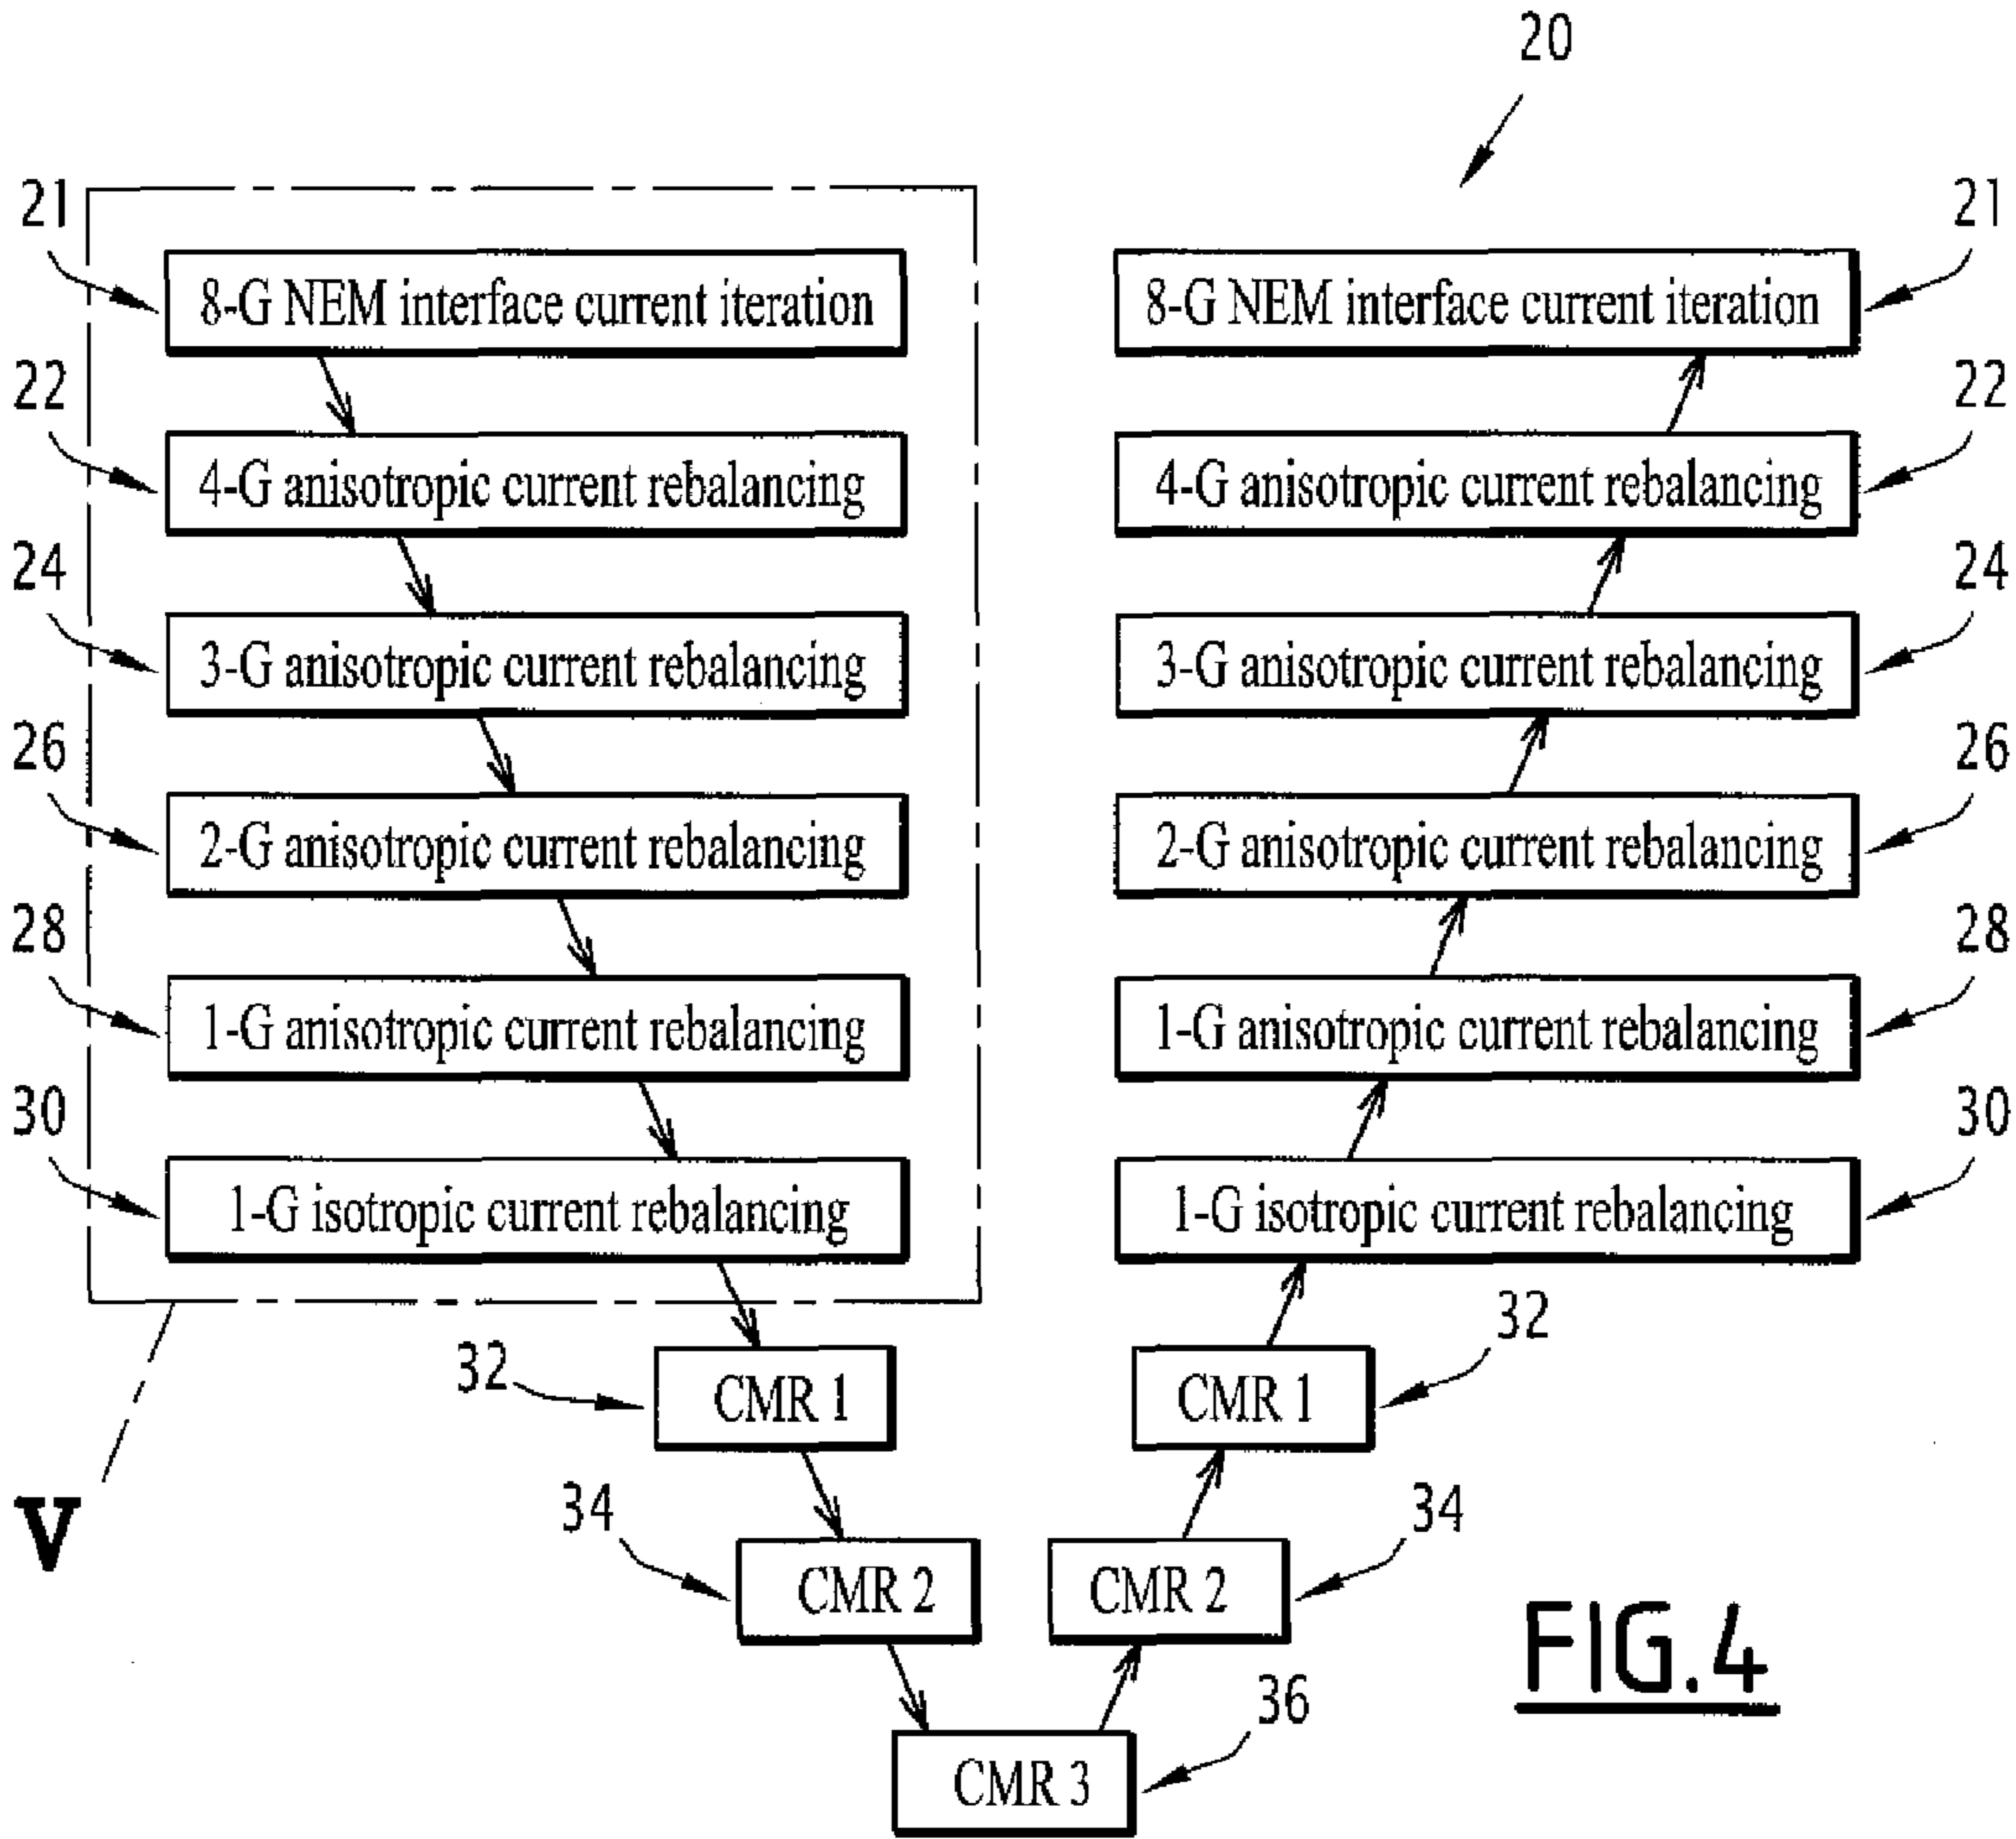 20
21 8-G NEM interface current iteration 8-G NEM interface current iteration 21
22 4-G anisotropic current rebalancing 4-G anisotropic current rebalancing 22
24 3-G anisotropic current rebalancing 3-G anisotropic current rebalancing 24
26 2-G anisotropic current rebalancing 2-G anisotropic current rebalancing 26
28 1-G anisotropic current rebalancing 1-G anisotropic current rebalancing 28
30 1-G isotropic current rebalancing 1-G isotropic current rebalancing 30
32 CMR 1 CMR 1 32
V
34 CMR 2 CMR 2 34
CMR 3 36
FIG.4